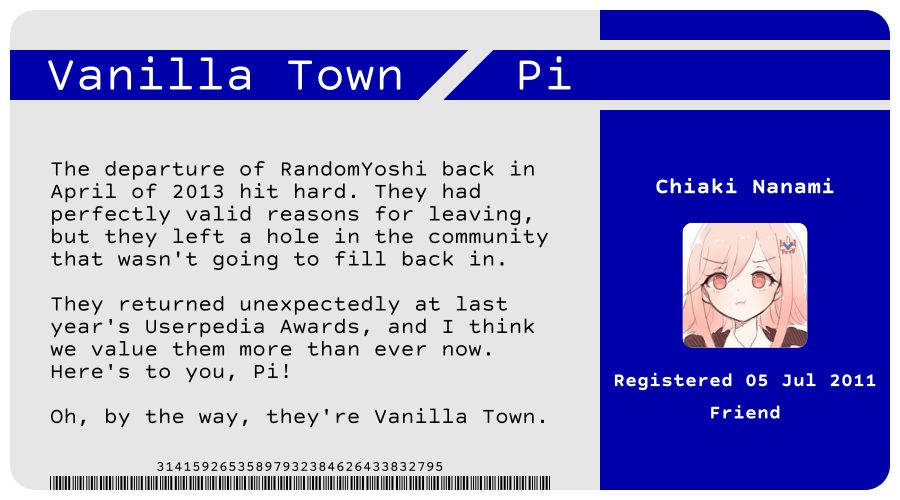 Vanilla Town
Pi
The departure of RandomYoshi back in
April of 2013 hit hard. They had
perfectly valid reasons for leaving,
but they left a hole in the community
that wasn't going to fill back in.
They returned unexpectedly at last
year's Userpedia Awards, and I think
we value them more than ever now.
Here's to you, Pi!
Oh, by the way, they're Vanilla Town.
314159265358979323846264338​32795
Chiaki Nanami
Registered 05 Jul 2011
Friend